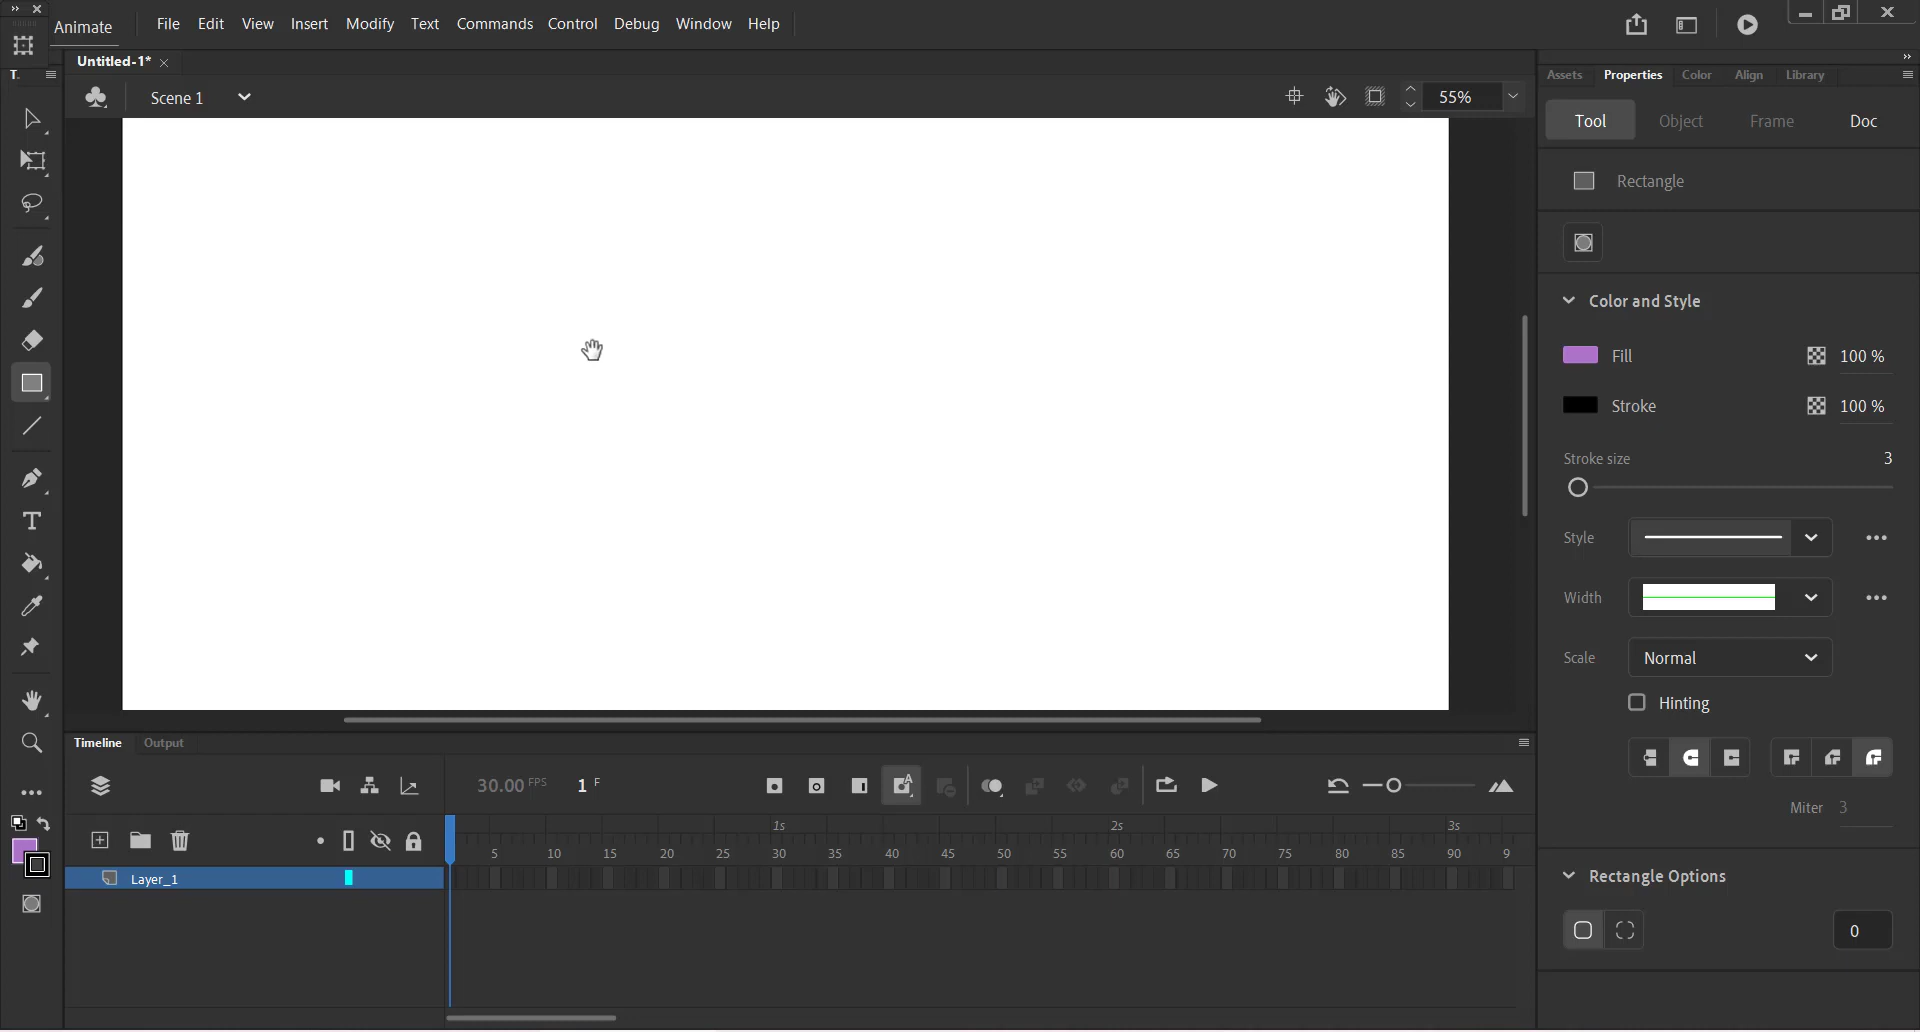 Animate File Edit View Insert Modify Text Commands Control Debug Window Help
T.
Untitled-1*
Scene 1
55%
Assets Properties Color Align Library
Tool Object Frame Doc
Rectangle
Color and Style
Fill 100 %
Stroke 100 %
Stroke size 3
Style
Width
Scale Normal
Hinting
Miter 3
Rectangle Options
0
Timeline Output
30.00 FPS 1 F
1s 2s 3s
5 10 15 20 25 30 35 40 45 50 55 60 65 70 75 80 85 90 9
Layer_1